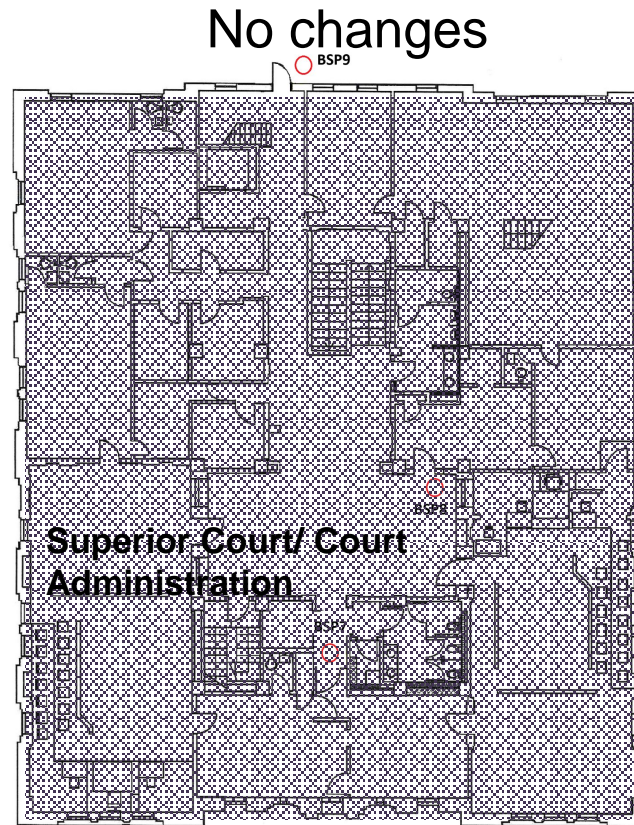 No changes
BSP9
BSP8
Superior Court/ Court
Administration
BSP7